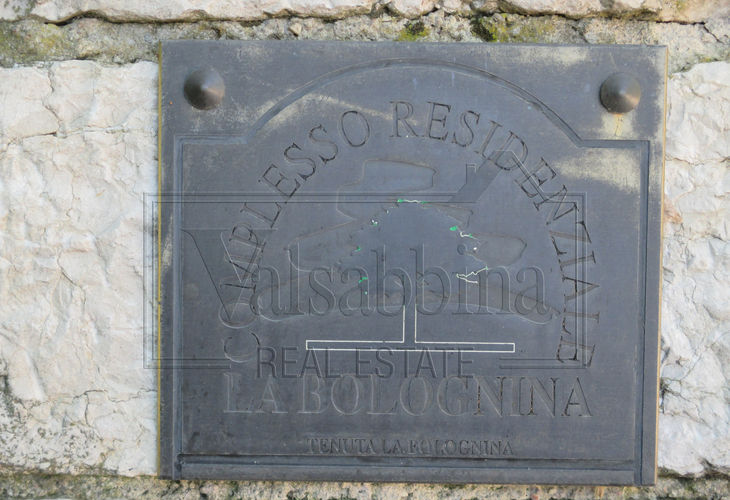 COMPLESSO RESIDENZIALE
Valsabbina
REAL ESTATE
LA BOLOGNINA
TENUTA LA BOLOGNINA